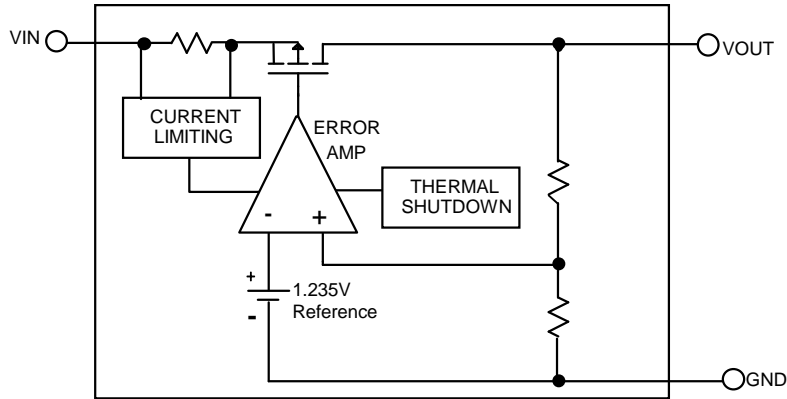 VIN
VOUT
CURRENT
LIMITING
ERROR
AMP
THERMAL
SHUTDOWN
- +
+
1.235V
Reference
-
GND